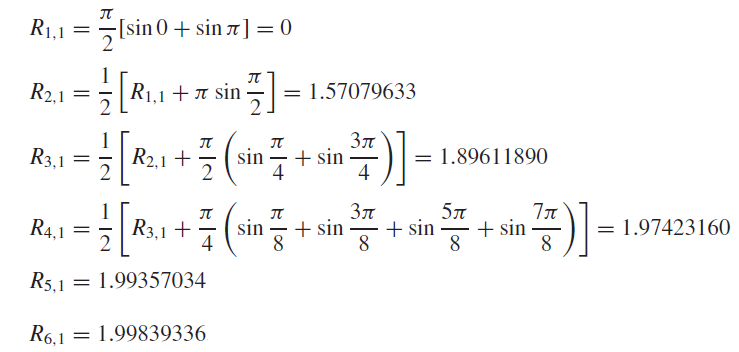 R₁,₁ = π/2 [sin 0 + sin π] = 0
R₂,₁ = 1/2 [R₁,₁ + π sin π/2] = 1.57079633
R₃,₁ = 1/2 [R₂,₁ + π/2 (sin π/4 + sin 3π/4)] = 1.89611890
R₄,₁ = 1/2 [R₃,₁ + π/4 (sin π/8 + sin 3π/8 + sin 5π/8 + sin 7π/8)] = 1.97423160
R₅,₁ = 1.99357034
R₆,₁ = 1.99839336